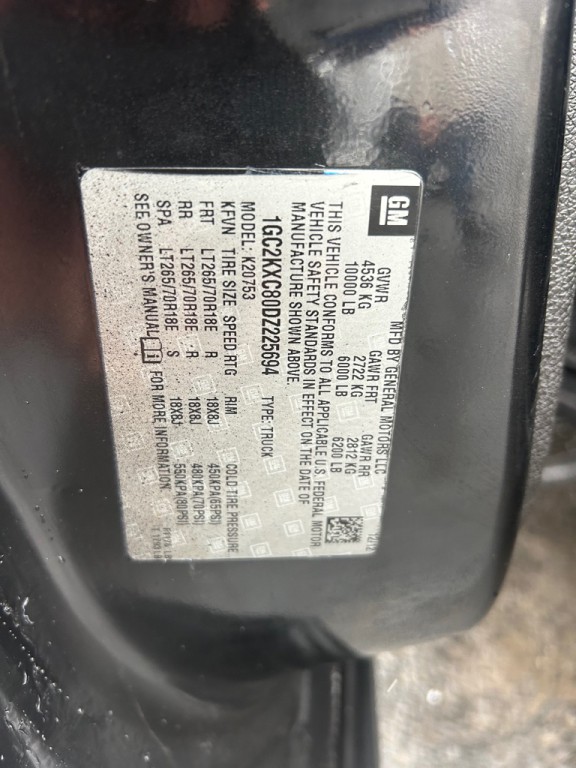 GM
MFD BY GENERAL MOTORS LLC 12/12
GVWR GAWR FRT GAWR RR
4536 KG 2722 KG 2812 KG
10000 LB 6000 LB 6200 LB
THIS VEHICLE CONFORMS TO ALL APPLICABLE U.S. FEDERAL MOTOR
VEHICLE SAFETY STANDARDS IN EFFECT ON THE DATE OF
MANUFACTURE SHOWN ABOVE.
1GC2KXC80DZ225694 TYPE: TRUCK
MODEL: K20753
KFVN TIRE SIZE SPEED RTG RIM COLD TIRE PRESSURE
FRT LT265/70R18E R 18X8J 450KPA(65PSI)
RR LT265/70R18E R 18X8J 480KPA(70PSI)
SPA LT265/70R18E S 18X8J 550KPA(80PSI)
SEE OWNER'S MANUAL FOR MORE INFORMATION